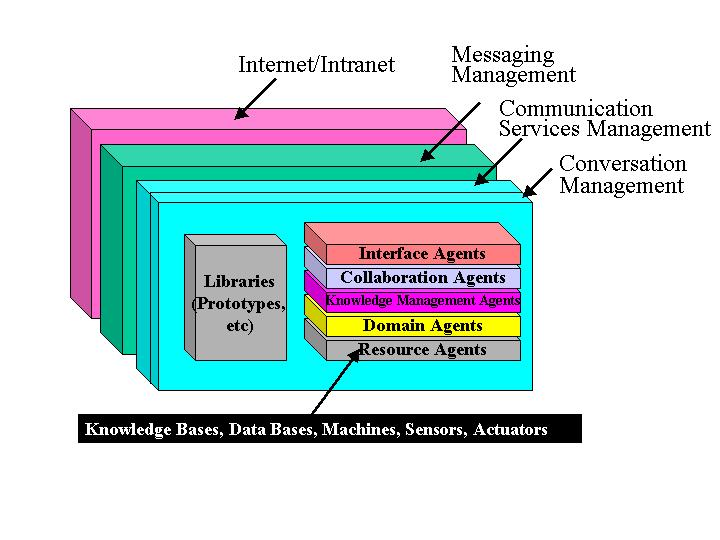 Internet/Intranet
Messaging
Management
Communication
Services Management
Conversation
Management
Libraries
(Prototypes,
etc)
Interface Agents
Collaboration Agents
Knowledge Management Agents
Domain Agents
Resource Agents
Knowledge Bases, Data Bases, Machines, Sensors, Actuators